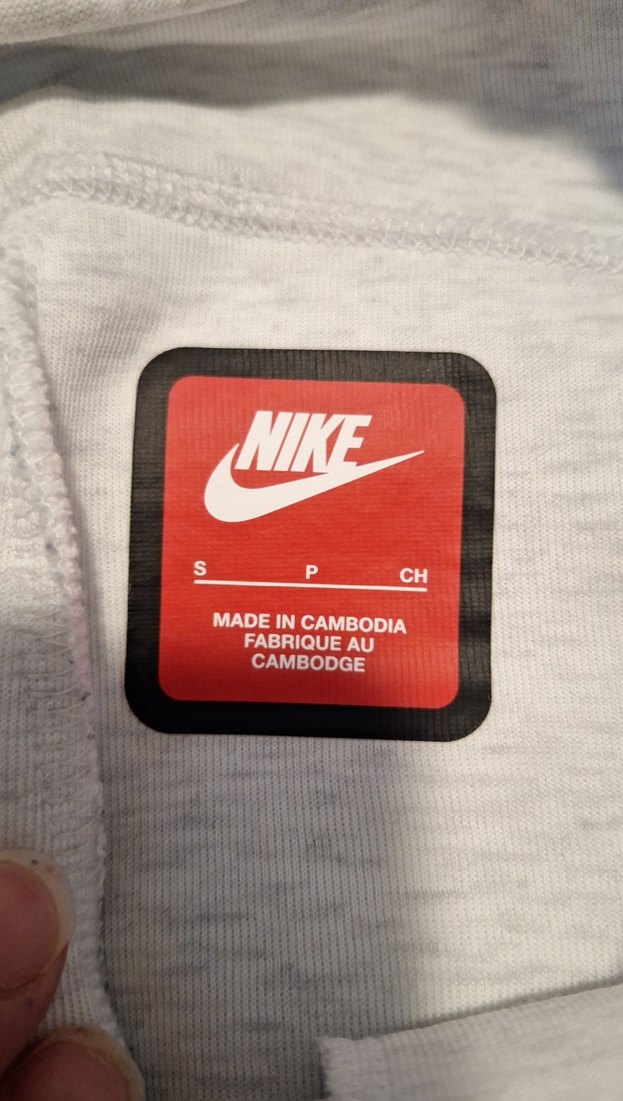 NIKE
S P CH
MADE IN CAMBODIA
FABRIQUE AU
CAMBODGE